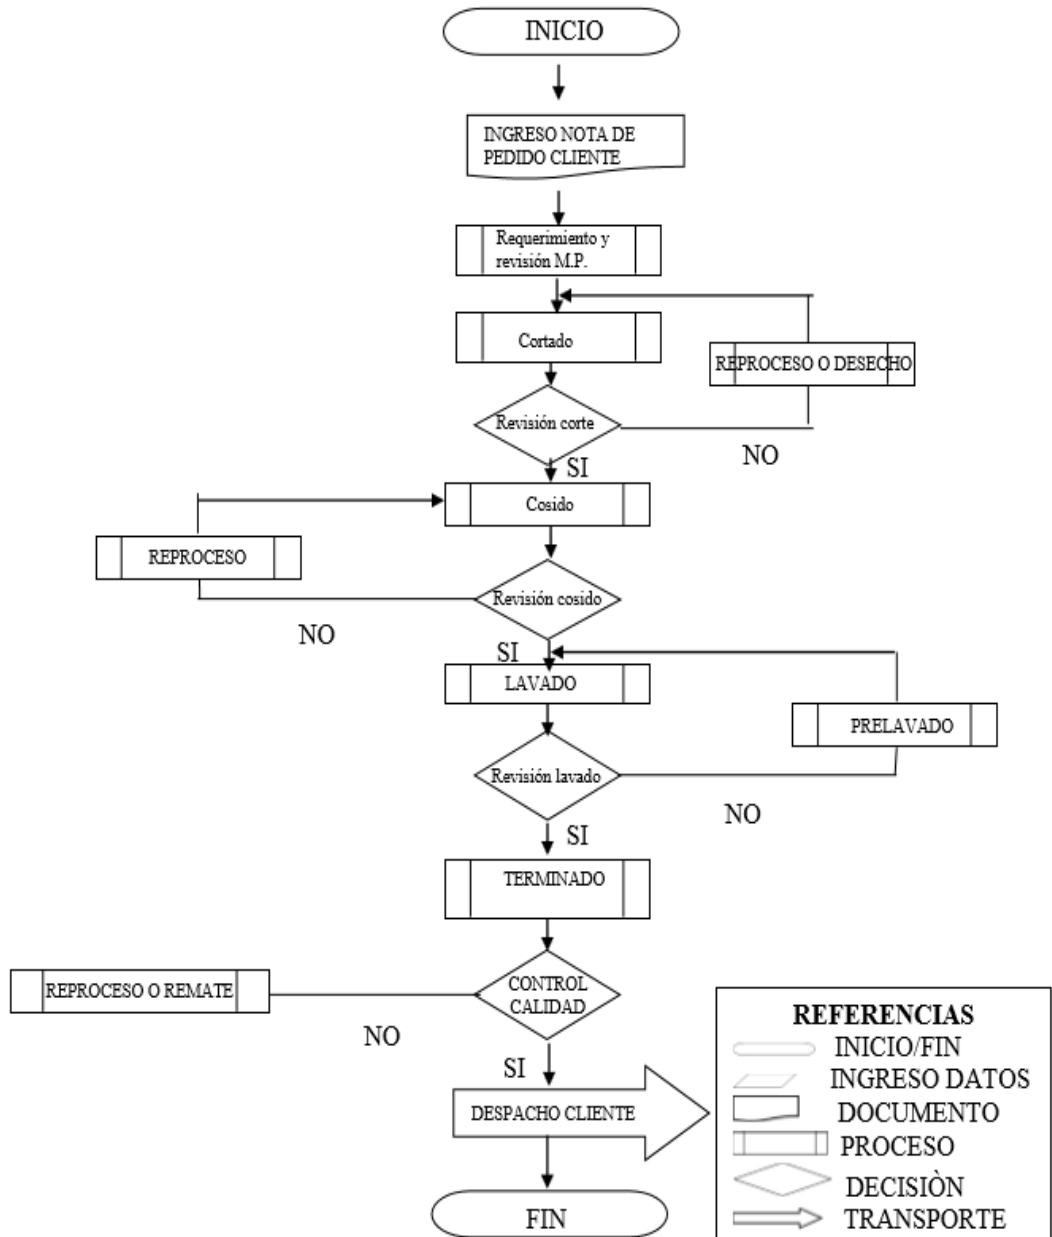 INICIO
INGRESO NOTA DE
PEDIDO CLIENTE
Requerimiento y
revisión M.P.
Cortado
REPROCESO O DESECHO
Revisión corte
NO
SI
Cosido
REPROCESO
Revisión cosido
NO
SI
LAVADO
PRELAVADO
Revisión lavado
NO
SI
TERMINADO
CONTROL
CALIDAD
REPROCESO O REMATE
NO
SI
DESPACHO CLIENTE
FIN
REFERENCIAS
INICIO/FIN
INGRESO DATOS
DOCUMENTO
PROCESO
DECISIÒN
TRANSPORTE